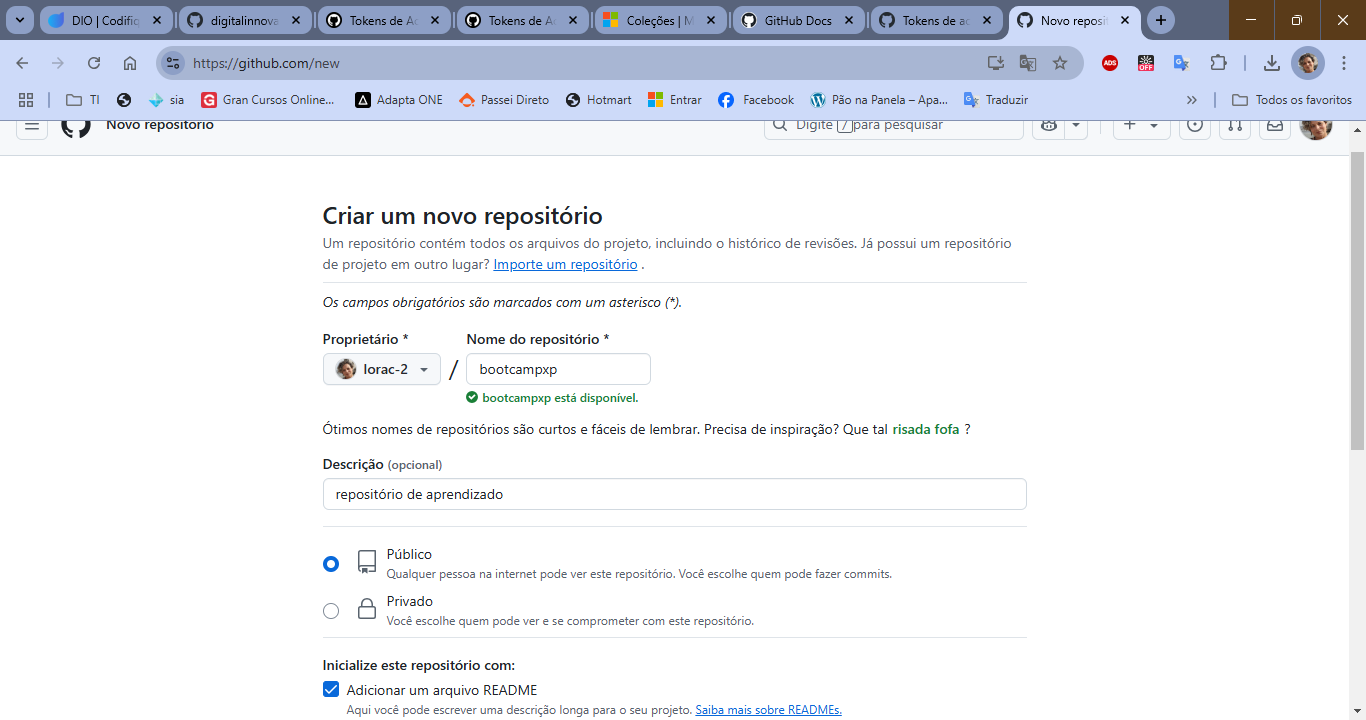 DIO | Codific
digitalinnova
Tokens de Ac
Tokens de Ac
Coleções | M
GitHub Docs
Tokens de ac
Novo reposit
https://github.com/new
ADS
OFF
TI
sia
Gran Cursos Online...
Adapta ONE
Passei Direto
Hotmart
Entrar
Facebook
Pão na Panela – Apa...
Traduzir
Todos os favoritos
Novo repositório
Digite / para pesquisar
Criar um novo repositório
Um repositório contém todos os arquivos do projeto, incluindo o histórico de revisões. Já possui um repositório
de projeto em outro lugar? Importe um repositório .
Os campos obrigatórios são marcados com um asterisco (*).
Proprietário *
Nome do repositório *
lorac-2
/
bootcampxp
bootcampxp está disponível.
Ótimos nomes de repositórios são curtos e fáceis de lembrar. Precisa de inspiração? Que tal risada fofa ?
Descrição (opcional)
repositório de aprendizado
Público
Qualquer pessoa na internet pode ver este repositório. Você escolhe quem pode fazer commits.
Privado
Você escolhe quem pode ver e se comprometer com este repositório.
Inicialize este repositório com:
Adicionar um arquivo README
Aqui você pode escrever uma descrição longa para o seu projeto. Saiba mais sobre READMEs.